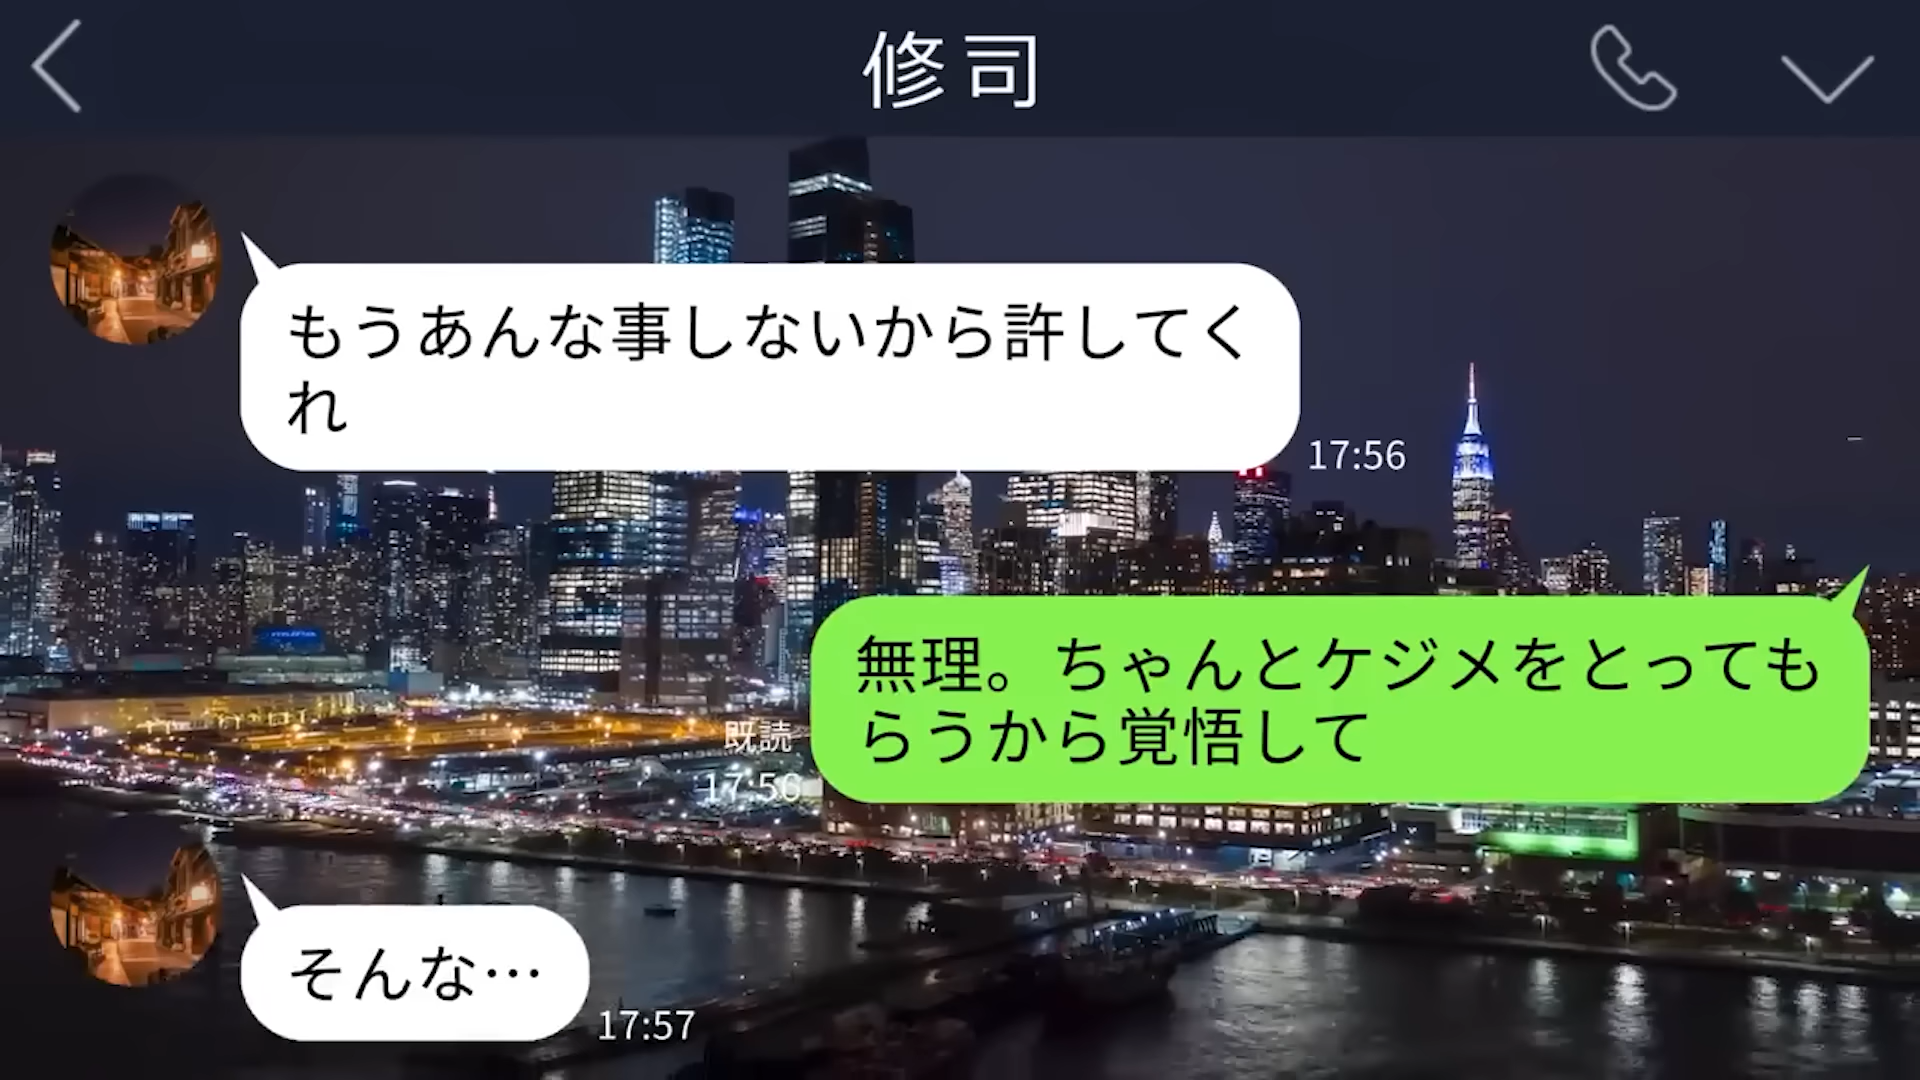 修司
もうあんな事しないから許してく
れ
17:56
無理。ちゃんとケジメをとっても
らうから覚悟して
既読
17:56
そんな…
17:57